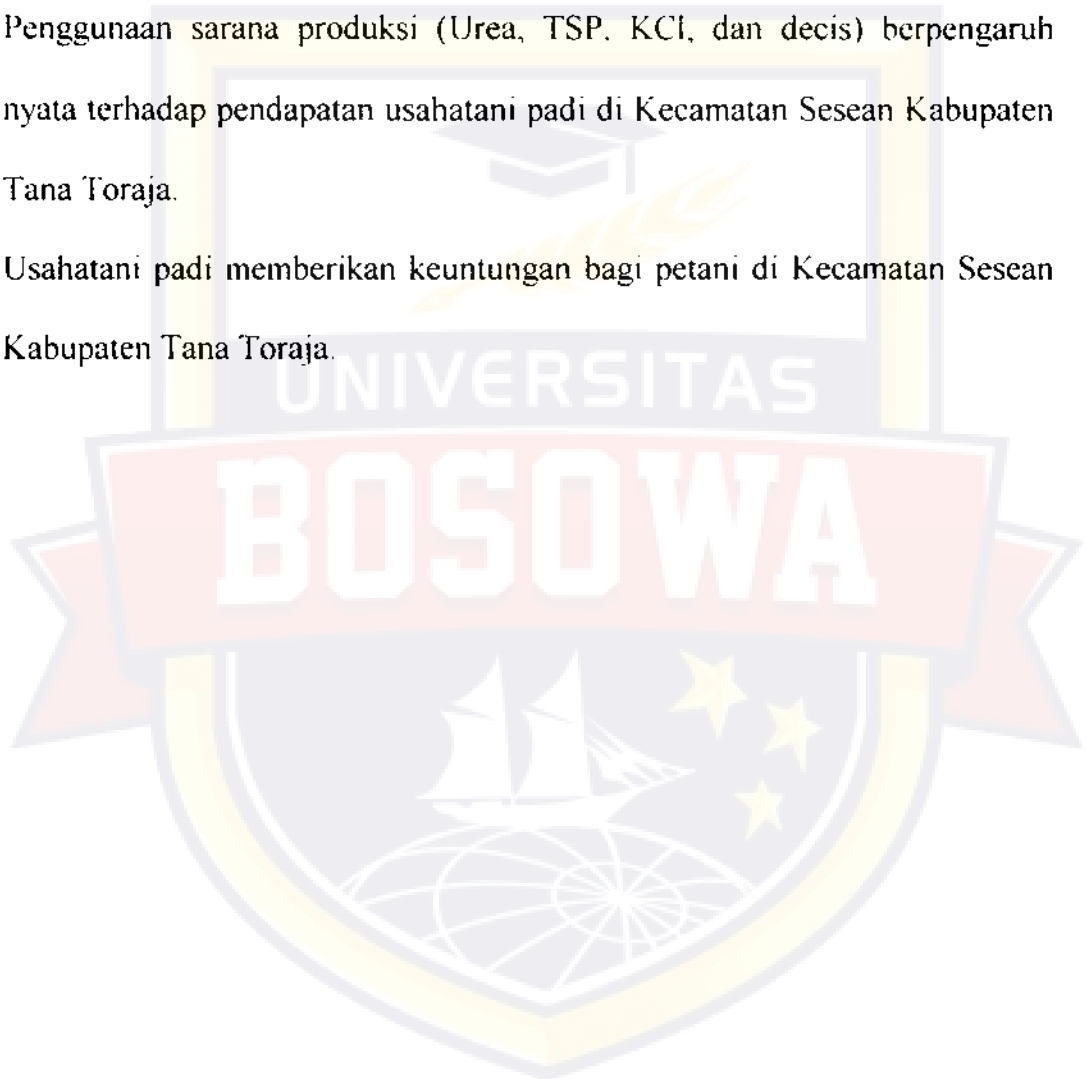 Penggunaan sarana produksi (Urea, TSP. KCl, dan decis) berpengaruh
nyata terhadap pendapatan usahatani padi di Kecamatan Sesean Kabupaten
Tana Toraja.
Usahatani padi memberikan keuntungan bagi petani di Kecamatan Sesean
Kabupaten Tana Toraja.
UNIVERSITAS
BOSOWA